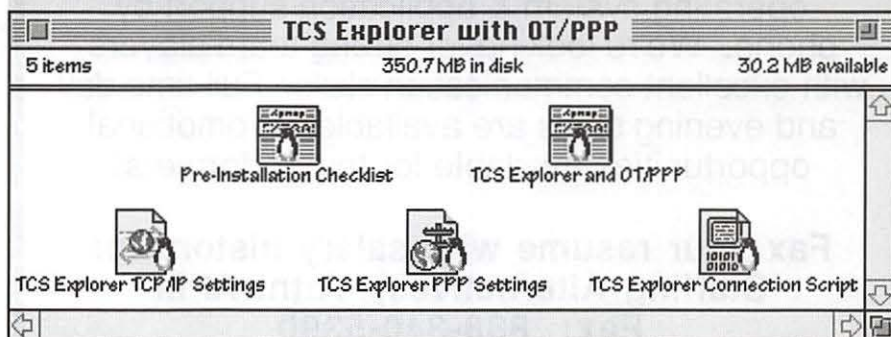 TCS Explorer with OT/PPP
5 items 350.7 MB in disk 30.2 MB available
Pre-Installation Checklist TCS Explorer and OT/PPP
TCS Explorer TCP/IP Settings TCS Explorer PPP Settings TCS Explorer Connection Script